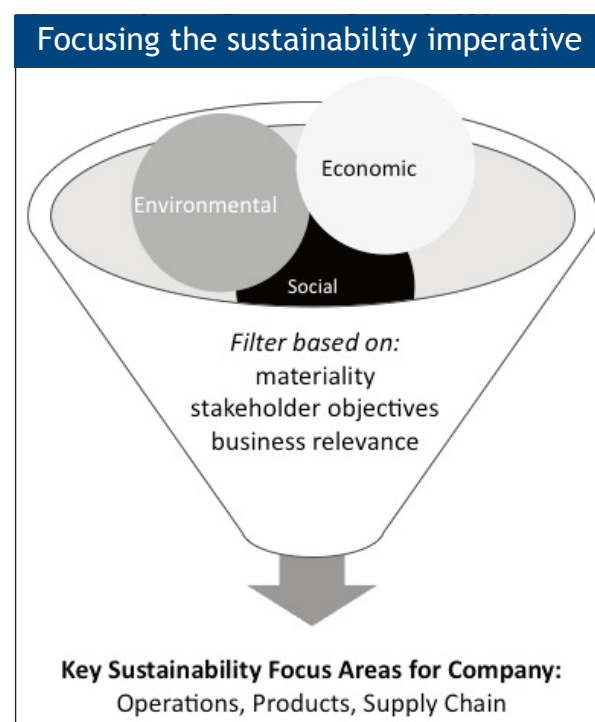 Focusing the sustainability imperative
Economic
Environmental
Social
Filter based on:
materiality
stakeholder objectives
business relevance
Key Sustainability Focus Areas for Company:
Operations, Products, Supply Chain